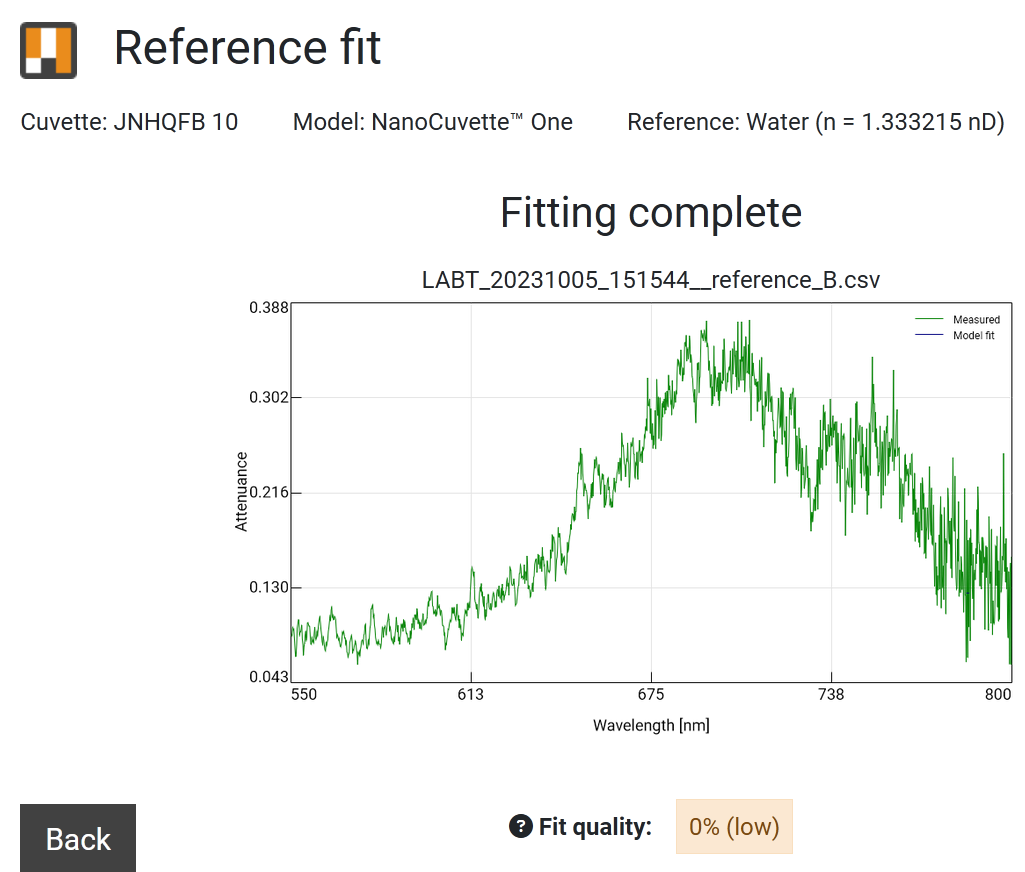 Reference fit
Cuvette: JNHQFB 10 Model: NanoCuvette™ One Reference: Water (n = 1.333215 nD)
Fitting complete
LABT_20231005_151544__reference_B.csv
0.388
Measured
Model fit
0.302
Attenuance
0.216
0.130
0.043
550 613 675 738 800
Wavelength [nm]
Back
? Fit quality: 0% (low)